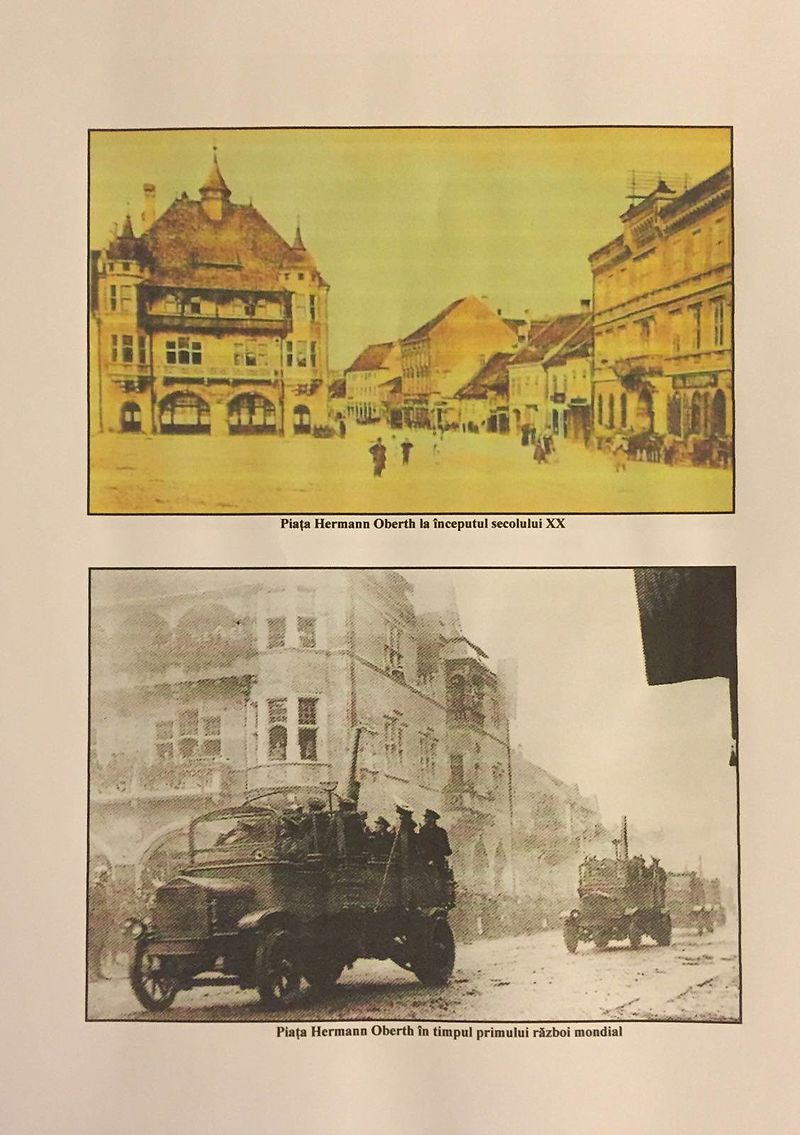 Piața Hermann Oberth la începutul secolului XX
Piața Hermann Oberth în timpul primului război mondial